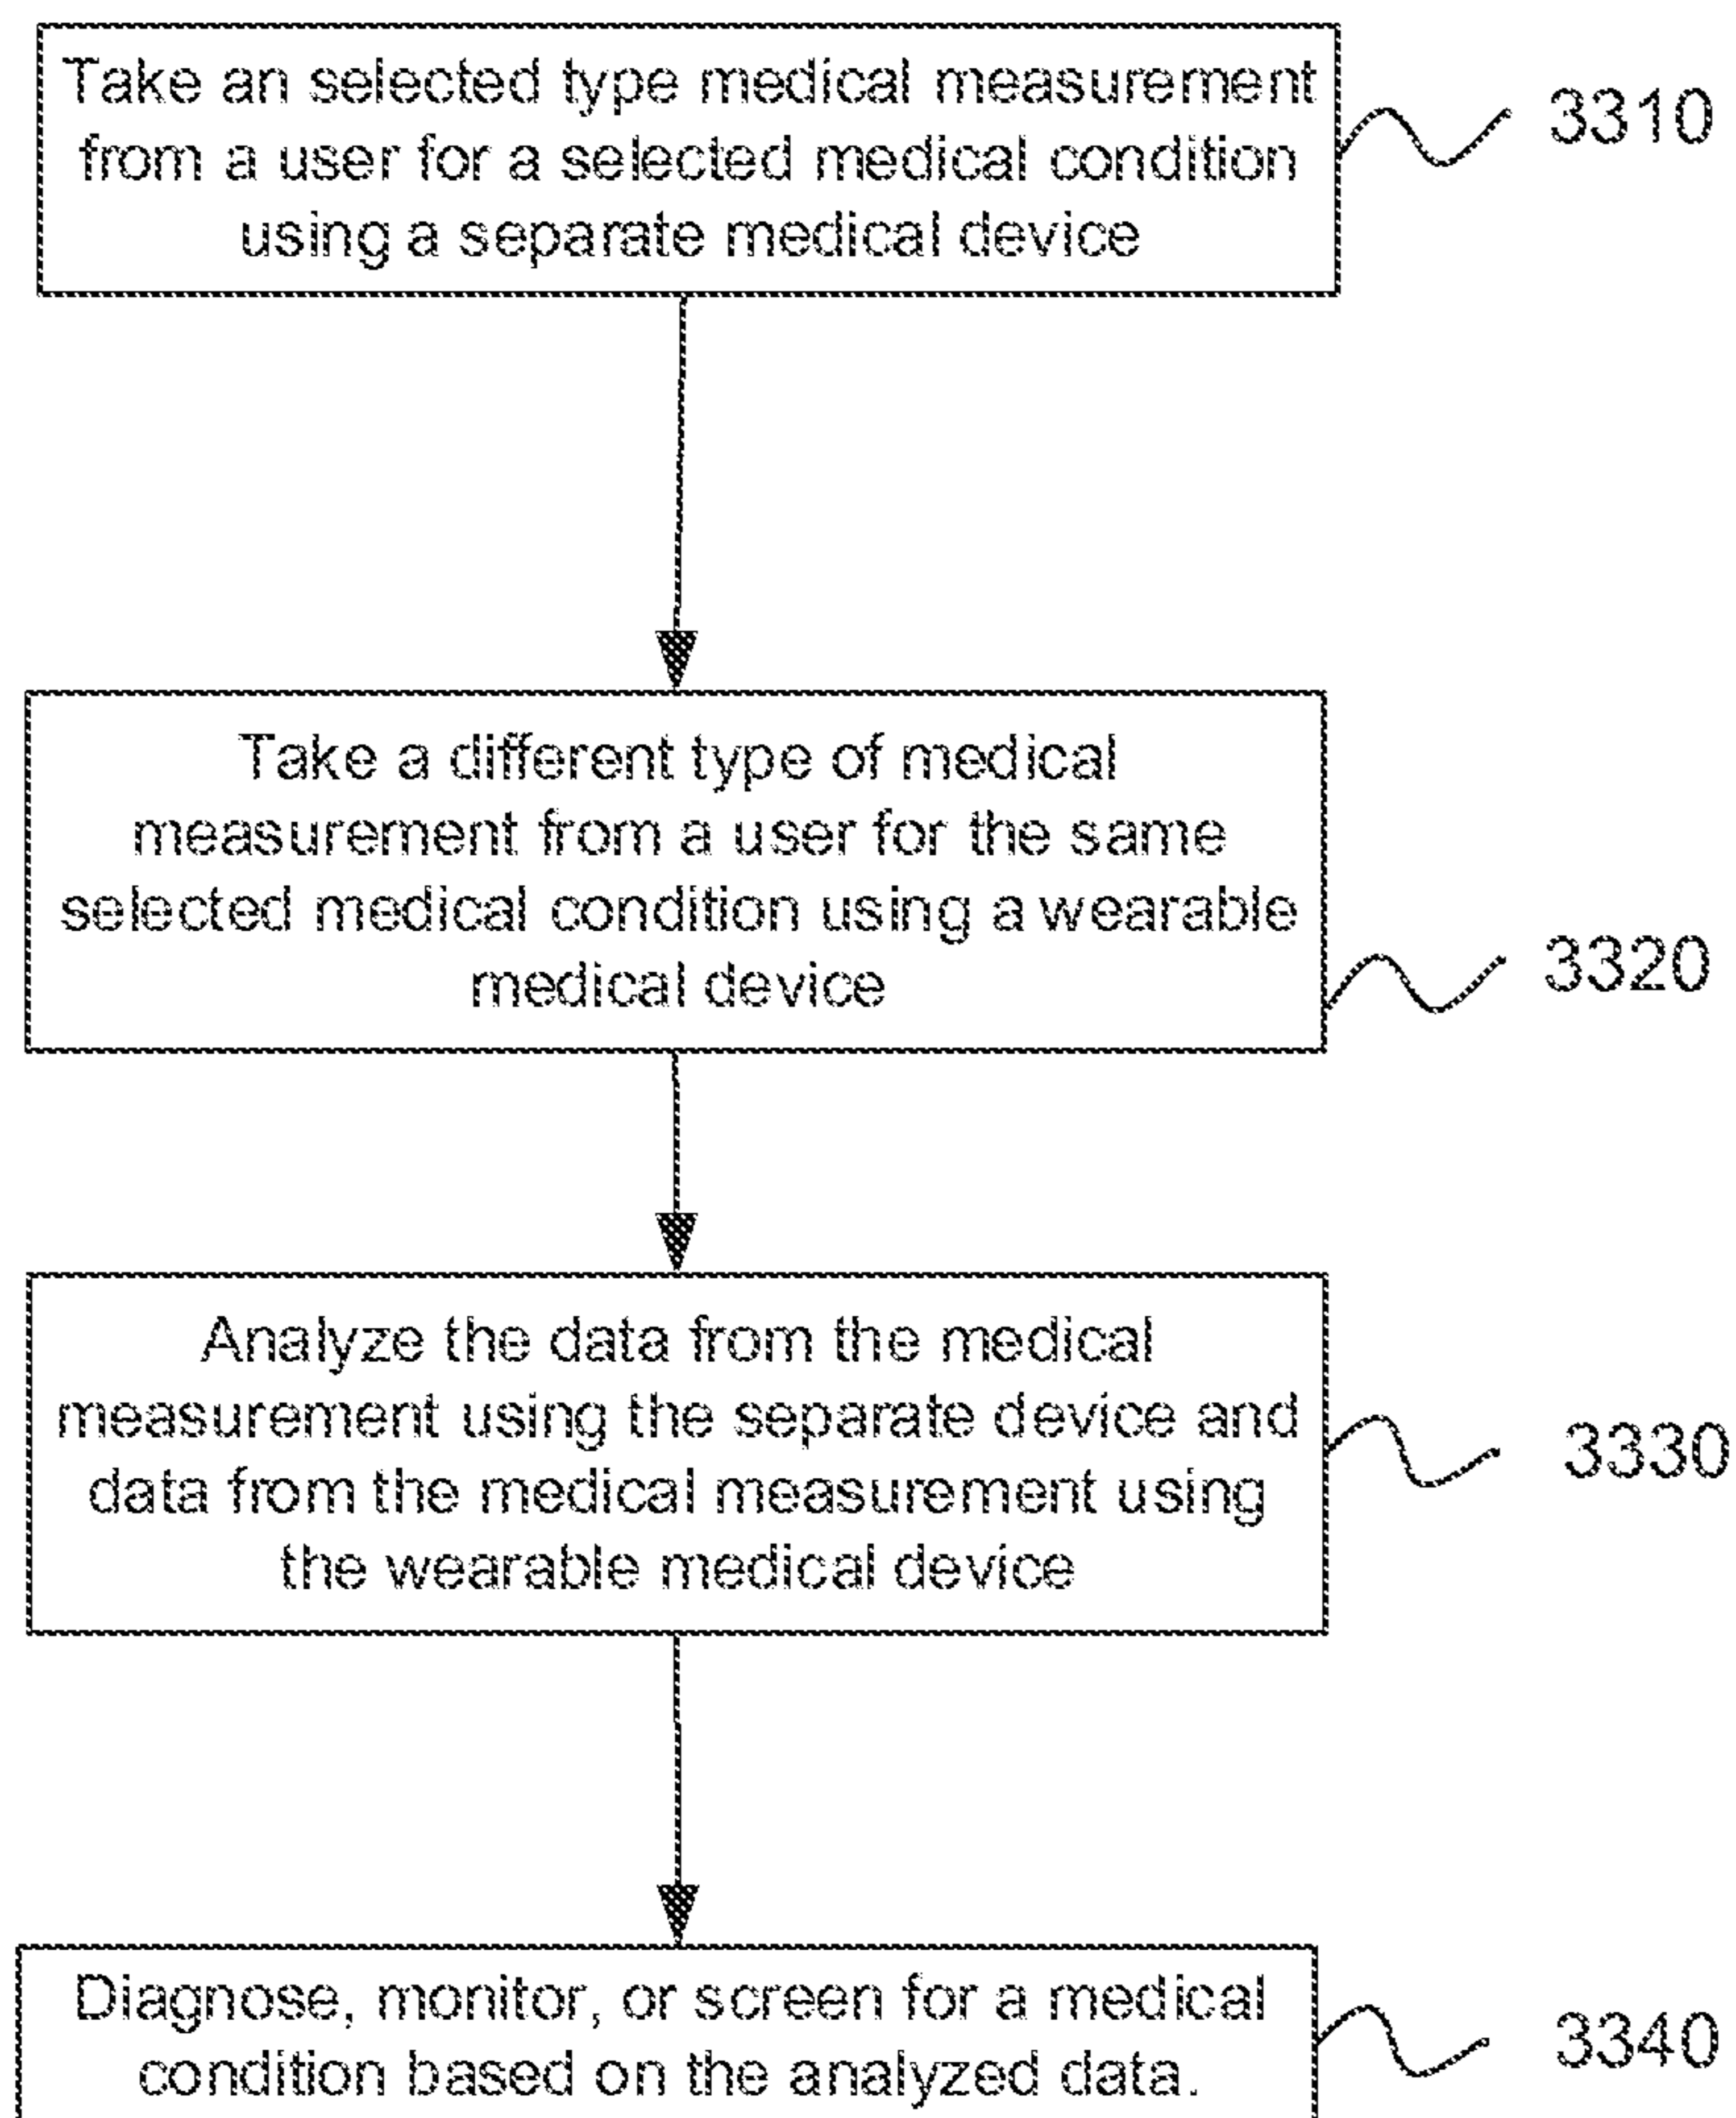 Take an selected type medical measurement
from a user for a selected medical condition
using a separate medical device
3310
Take a different type of medical
measurement from a user for the same
selected medical condition using a wearable
medical device
3320
Analyze the data from the medical
measurement using the separate device and
data from the medical measurement using
the wearable medical device
3330
Diagnose, monitor, or screen for a medical
condition based on the analyzed data.
3340